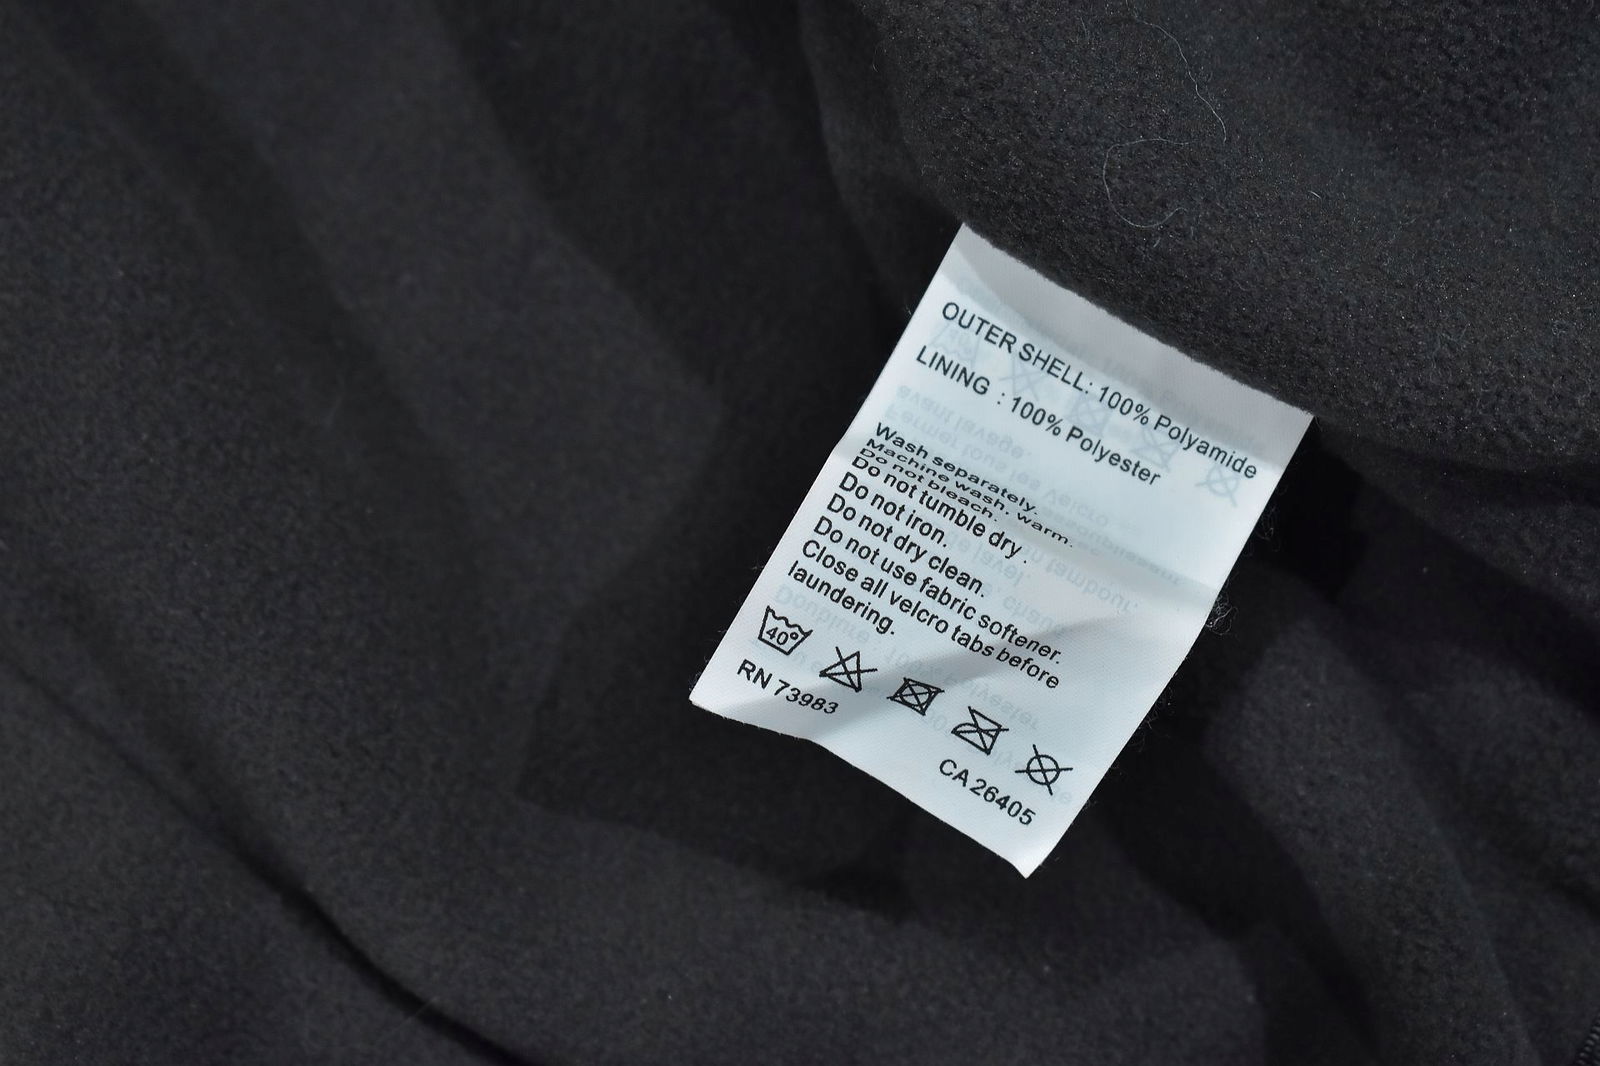 OUTER SHELL: 100% Polyamide
LINING : 100% Polyester
Wash separately.
Machine wash, warm.
Do not bleach.
Do not tumble dry.
Do not iron.
Do not dry clean.
Do not use fabric softener.
Close all velcro tabs before
laundering.
40°
RN 73983
CA 26405